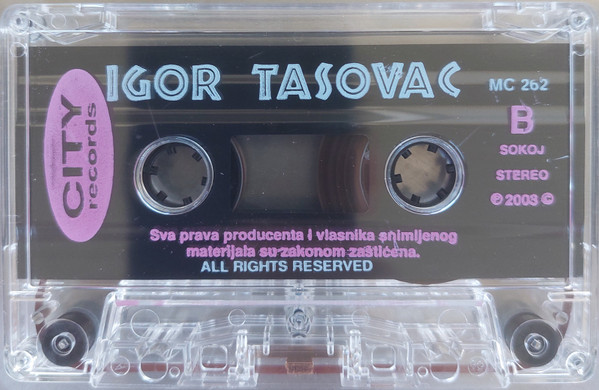 IGOR TASOVAC
CITY
records
MC 262
B
SOKOJ
STEREO
℗ 2003 ©
Sva prava producenta i vlasnika snimljenog
materijala su zakonom zaštićena.
ALL RIGHTS RESERVED